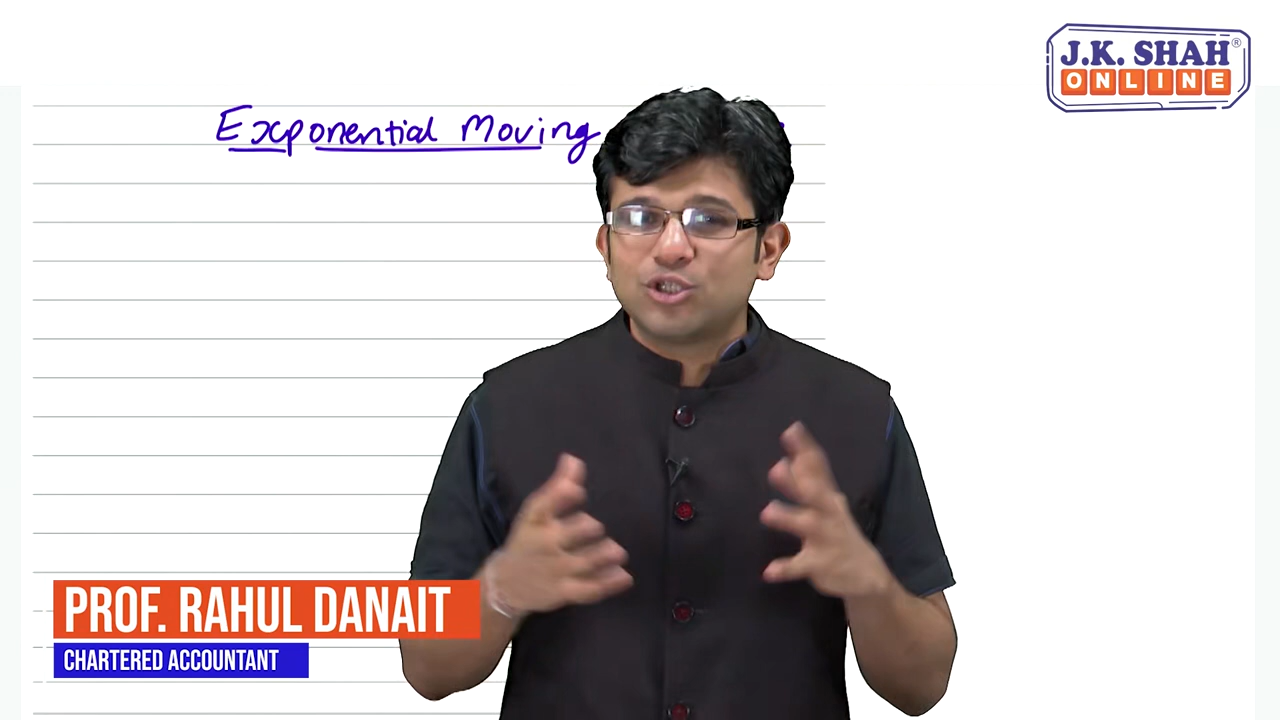 J.K. SHAH®
ONLINE
Exponential Moving
PROF. RAHUL DANAIT
CHARTERED ACCOUNTANT